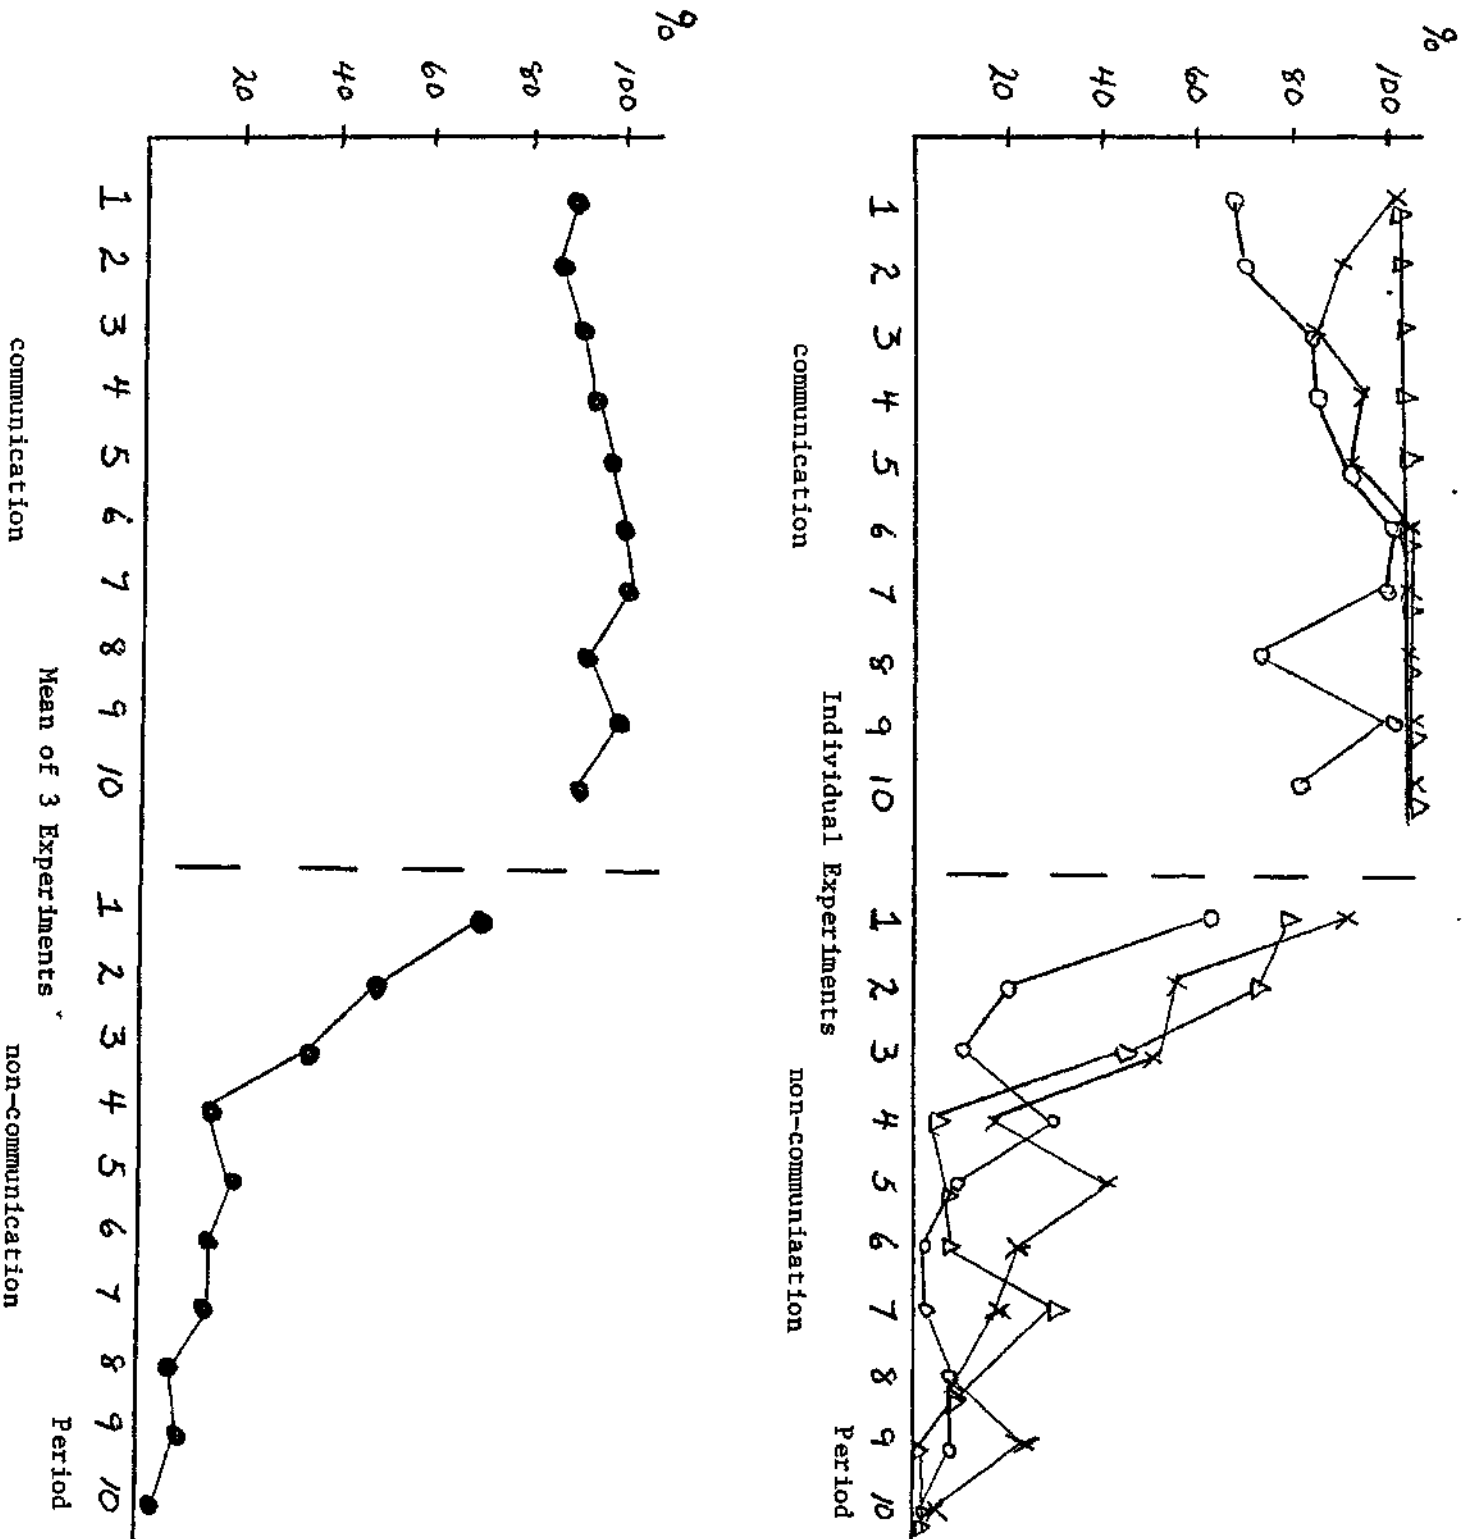 %
100
80
60
40
20
1 2 3 4 5 6 7 8 9 10 1 2 3 4 5 6 7 8 9 10
communication non-communiaation Period
Individual Experiments
%
100
80
60
40
20
1 2 3 4 5 6 7 8 9 10 1 2 3 4 5 6 7 8 9 10
Period
Mean of 3 Experiments
communication non-communication